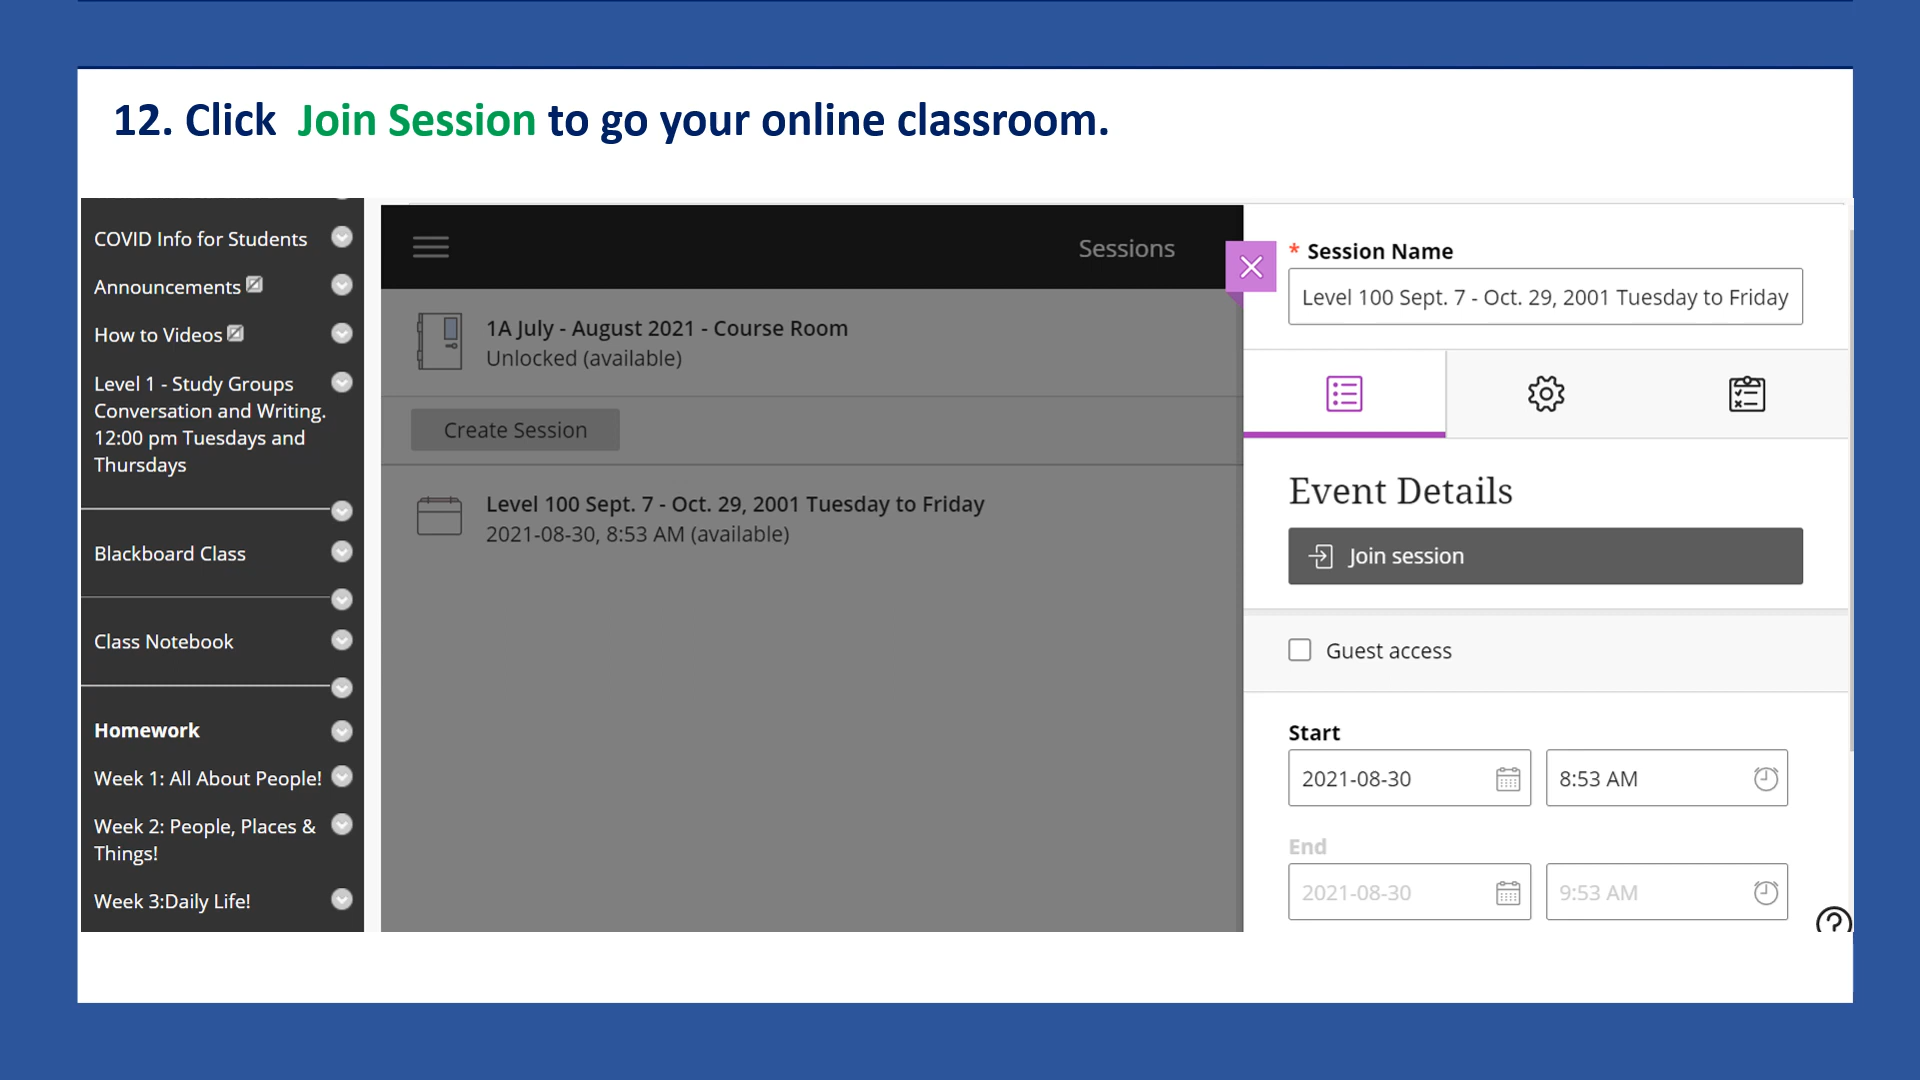 12. Click Join Session to go your online classroom.
COVID Info for Students
Announcements
How to Videos
Level 1 - Study Groups
Conversation and Writing.
12:00 pm Tuesdays and
Thursdays
Blackboard Class
Class Notebook
Homework
Week 1: All About People!
Week 2: People, Places &
Things!
Week 3:Daily Life!
Sessions
1A July - August 2021 - Course Room
Unlocked (available)
Create Session
Level 100 Sept. 7 - Oct. 29, 2001 Tuesday to Friday
2021-08-30, 8:53 AM (available)
* Session Name
Level 100 Sept. 7 - Oct. 29, 2001 Tuesday to Friday
Event Details
Join session
Guest access
Start
2021-08-30 8:53 AM
End
2021-08-30 9:53 AM